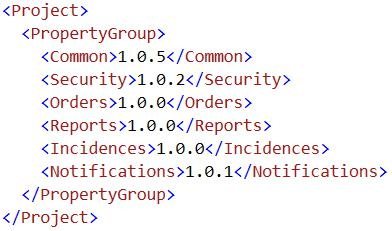 <Project>
<PropertyGroup>
<Common>1.0.5</Common>
<Security>1.0.2</Security>
<Orders>1.0.0</Orders>
<Reports>1.0.0</Reports>
<Incidences>1.0.0</Incidences>
<Notifications>1.0.1</Notifications>
</PropertyGroup>
</Project>